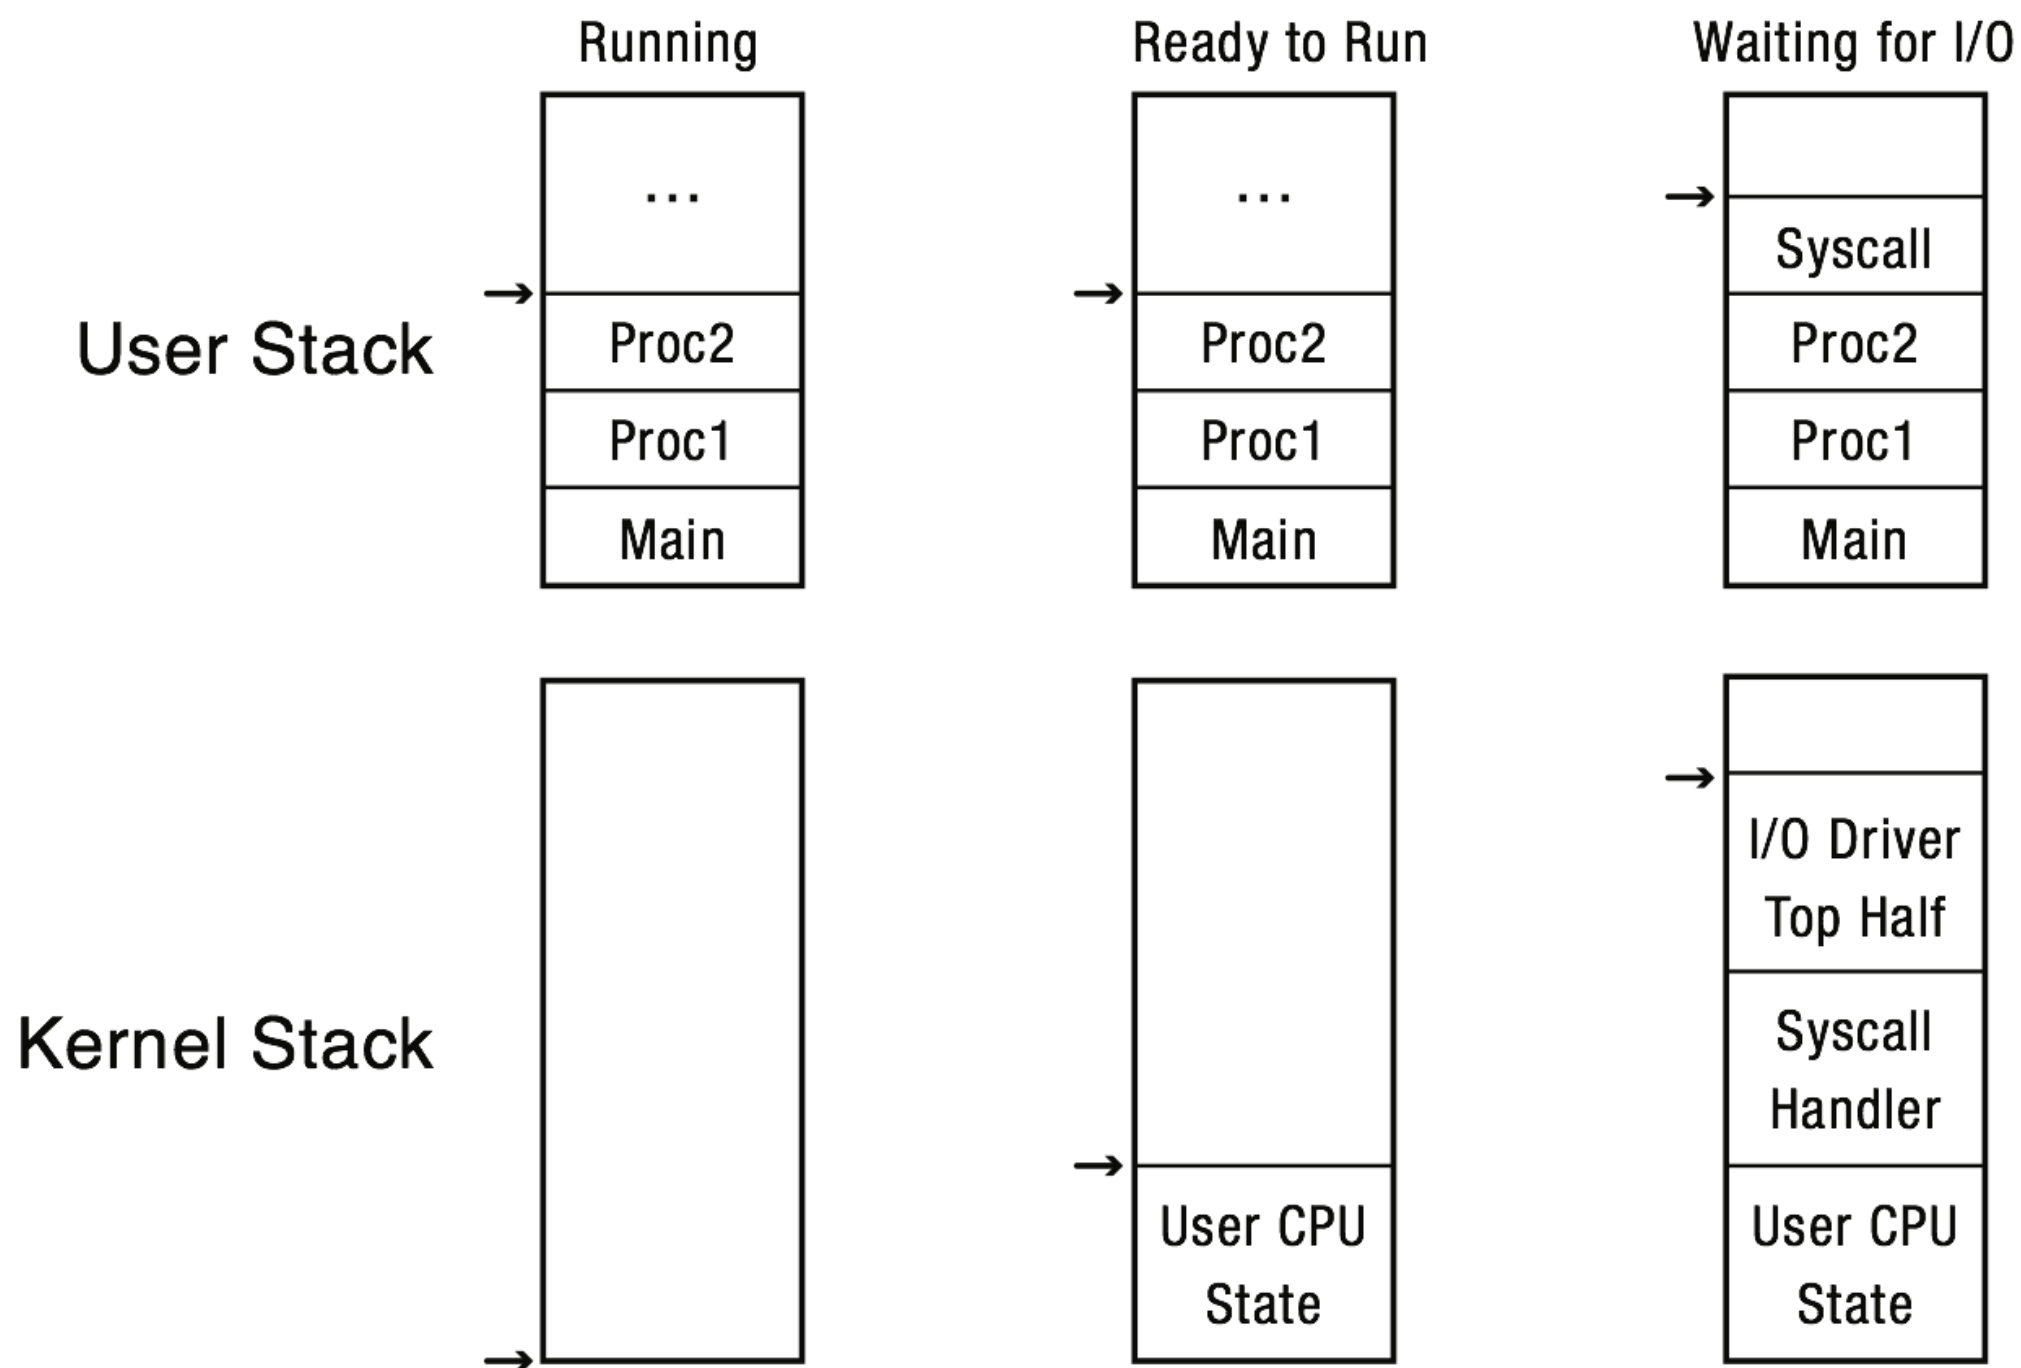 Running
Ready to Run
Waiting for I/O
User Stack
...
Proc2
Proc1
Main
...
Proc2
Proc1
Main
Syscall
Proc2
Proc1
Main
Kernel Stack
User CPU
State
I/O Driver
Top Half
Syscall
Handler
User CPU
State